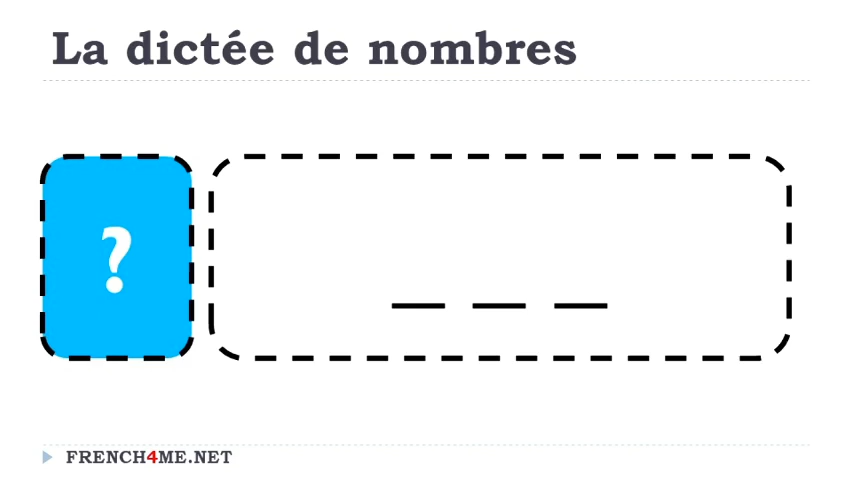 La dictée de nombres
?
_ _ _
FRENCH4ME.NET